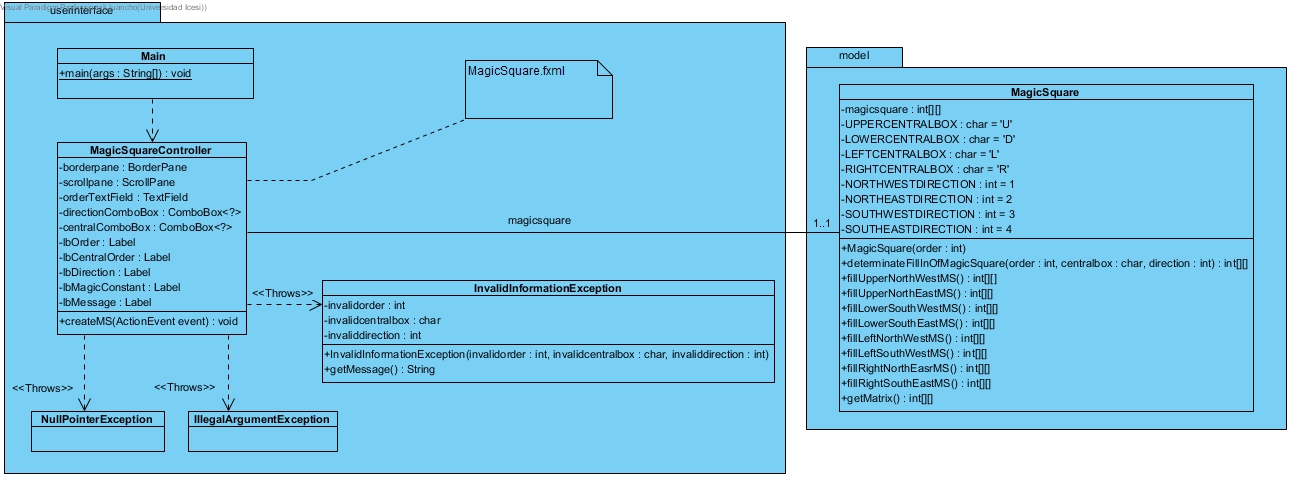 Visual Paradigm
Juancho(Universidad Icesi))
userinterface
Main
+main(args : String[]) : void
MagicSquare.fxml
MagicSquareController
-borderpane : BorderPane
-scrollpane : ScrollPane
-orderTextField : TextField
-directionComboBox : ComboBox<?>
-centralComboBox : ComboBox<?>
-lbOrder : Label
-lbCentralOrder : Label
-lbDirection : Label
-lbMagicConstant : Label
-lbMessage : Label
+createMS(ActionEvent event) : void
magicsquare
1..1
<<Throws>>
InvalidInformationException
-invalidorder : int
-invalidcentralbox : char
-invaliddirection : int
+InvalidInformationException(invalidorder : int, invalidcentralbox : char, invaliddirection : int)
+getMessage() : String
<<Throws>>
<<Throws>>
NullPointerException
IllegalArgumentException
model
MagicSquare
-magicsquare : int[][]
-UPPERCENTRALBOX : char = 'U'
-LOWERCENTRALBOX : char = 'D'
-LEFTCENTRALBOX : char = 'L'
-RIGHTCENTRALBOX : char = 'R'
-NORTHWESTDIRECTION : int = 1
-NORTHEASTDIRECTION : int = 2
-SOUTHWESTDIRECTION : int = 3
-SOUTHEASTDIRECTION : int = 4
+MagicSquare(order : int)
+determinateFillInOfMagicSquare(order : int, centralbox : char, direction : int) : int[][]
+fillUpperNorthWestMS() : int[][]
+fillUpperNorthEastMS() : int[][]
+fillLowerSouthWestMS() : int[][]
+fillLowerSouthEastMS() : int[][]
+fillLeftNorthWestMS() : int[][]
+fillLeftSouthWestMS() : int[][]
+fillRightNorthEasrMS() : int[][]
+fillRightSouthEastMS() : int[][]
+getMatrix() : int[][]